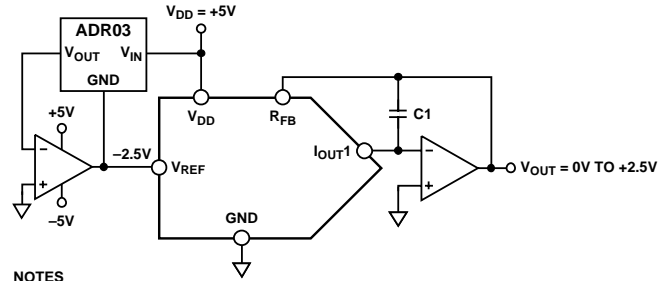 VDD = +5V
ADR03
VOUT VIN
GND
+5V
VDD
RFB
C1
–2.5V
VREF
IOUT1
VOUT = 0V TO +2.5V
–5V
GND
NOTES